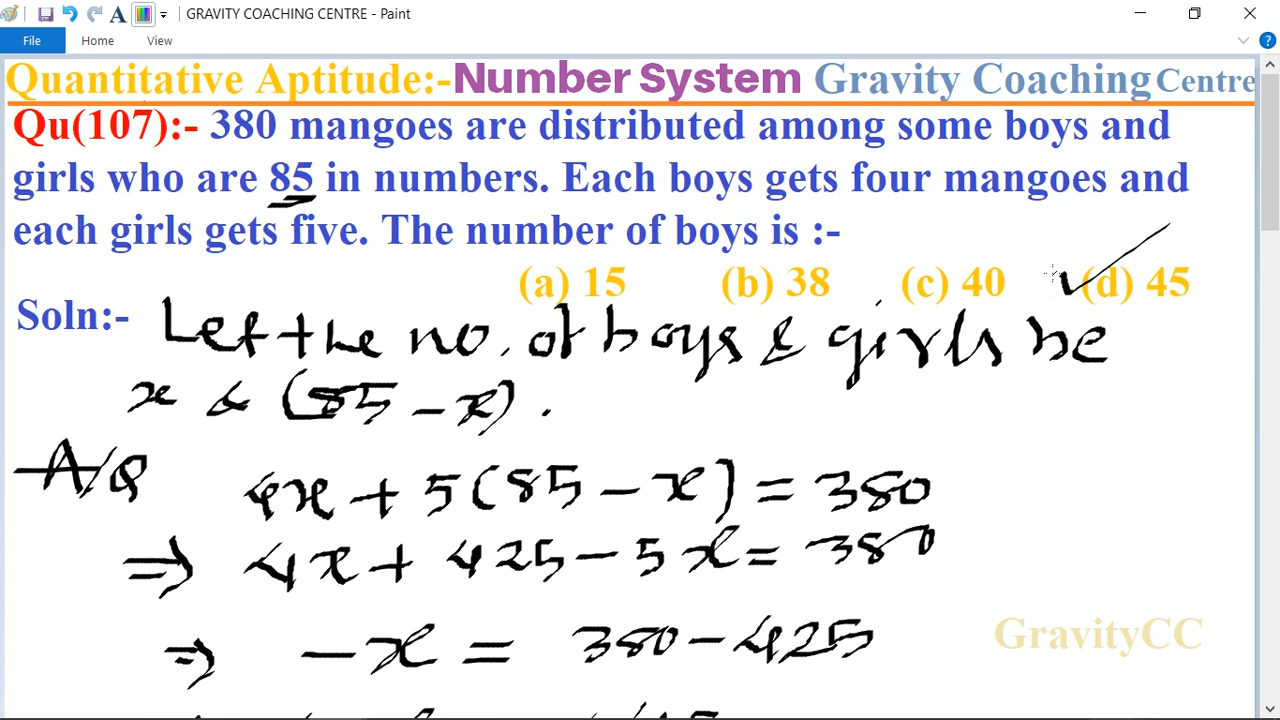 GRAVITY COACHING CENTRE - Paint
File Home View
Quantitative Aptitude:-Number System Gravity Coaching Centre
Qu(107):- 380 mangoes are distributed among some boys and
girls who are 85 in numbers. Each boys gets four mangoes and
each girls gets five. The number of boys is :-
(a) 15 (b) 38 (c) 40 (d) 45
Soln:- Let the no. of boys & girls be
x & (85 - x).
A/Q 4x + 5(85 - x) = 380
⇒ 4x + 425 - 5x = 380
⇒ -x = 380 - 425
GravityCC